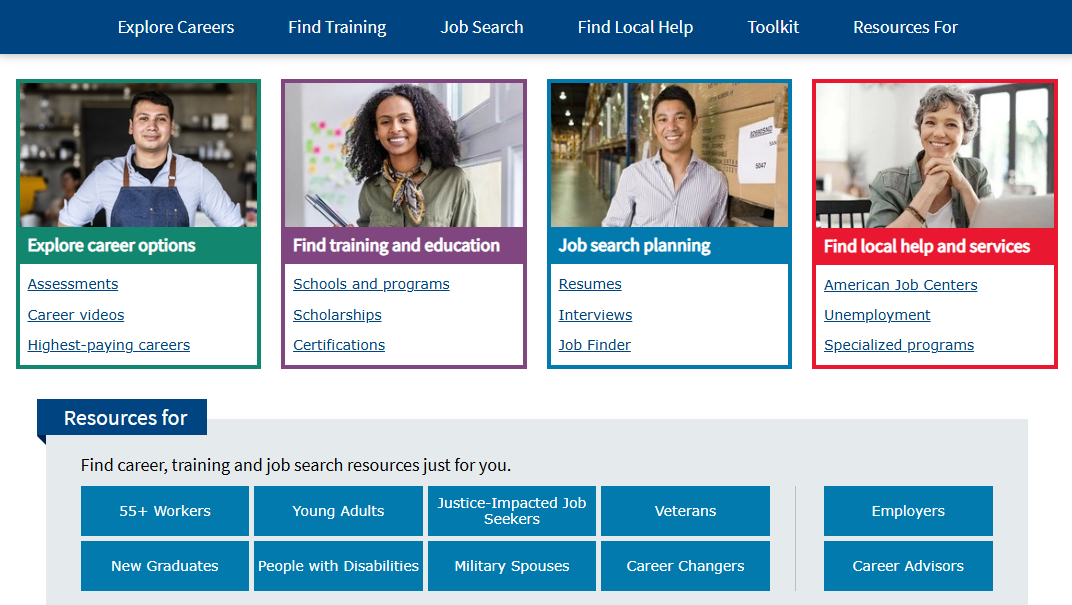 Explore Careers Find Training Job Search Find Local Help Toolkit Resources For
82695SND
5047
Explore career options
Assessments
Career videos
Highest-paying careers
Find training and education
Schools and programs
Scholarships
Certifications
Job search planning
Resumes
Interviews
Job Finder
Find local help and services
American Job Centers
Unemployment
Specialized programs
Resources for
Find career, training and job search resources just for you.
55+ Workers
Young Adults
Justice-Impacted Job
Seekers
Veterans
Employers
New Graduates
People with Disabilities
Military Spouses
Career Changers
Career Advisors